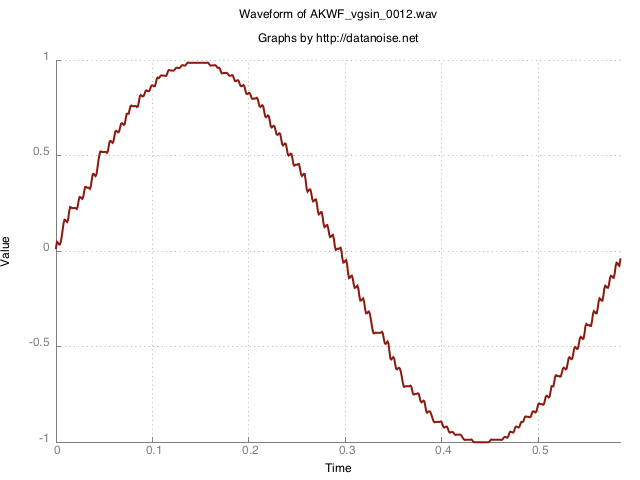 Waveform of AKWF_vgsin_0012.wav
Graphs by http://datanoise.net
1
0.5
0
-0.5
-1
Value
0 0.1 0.2 0.3 0.4 0.5
Time